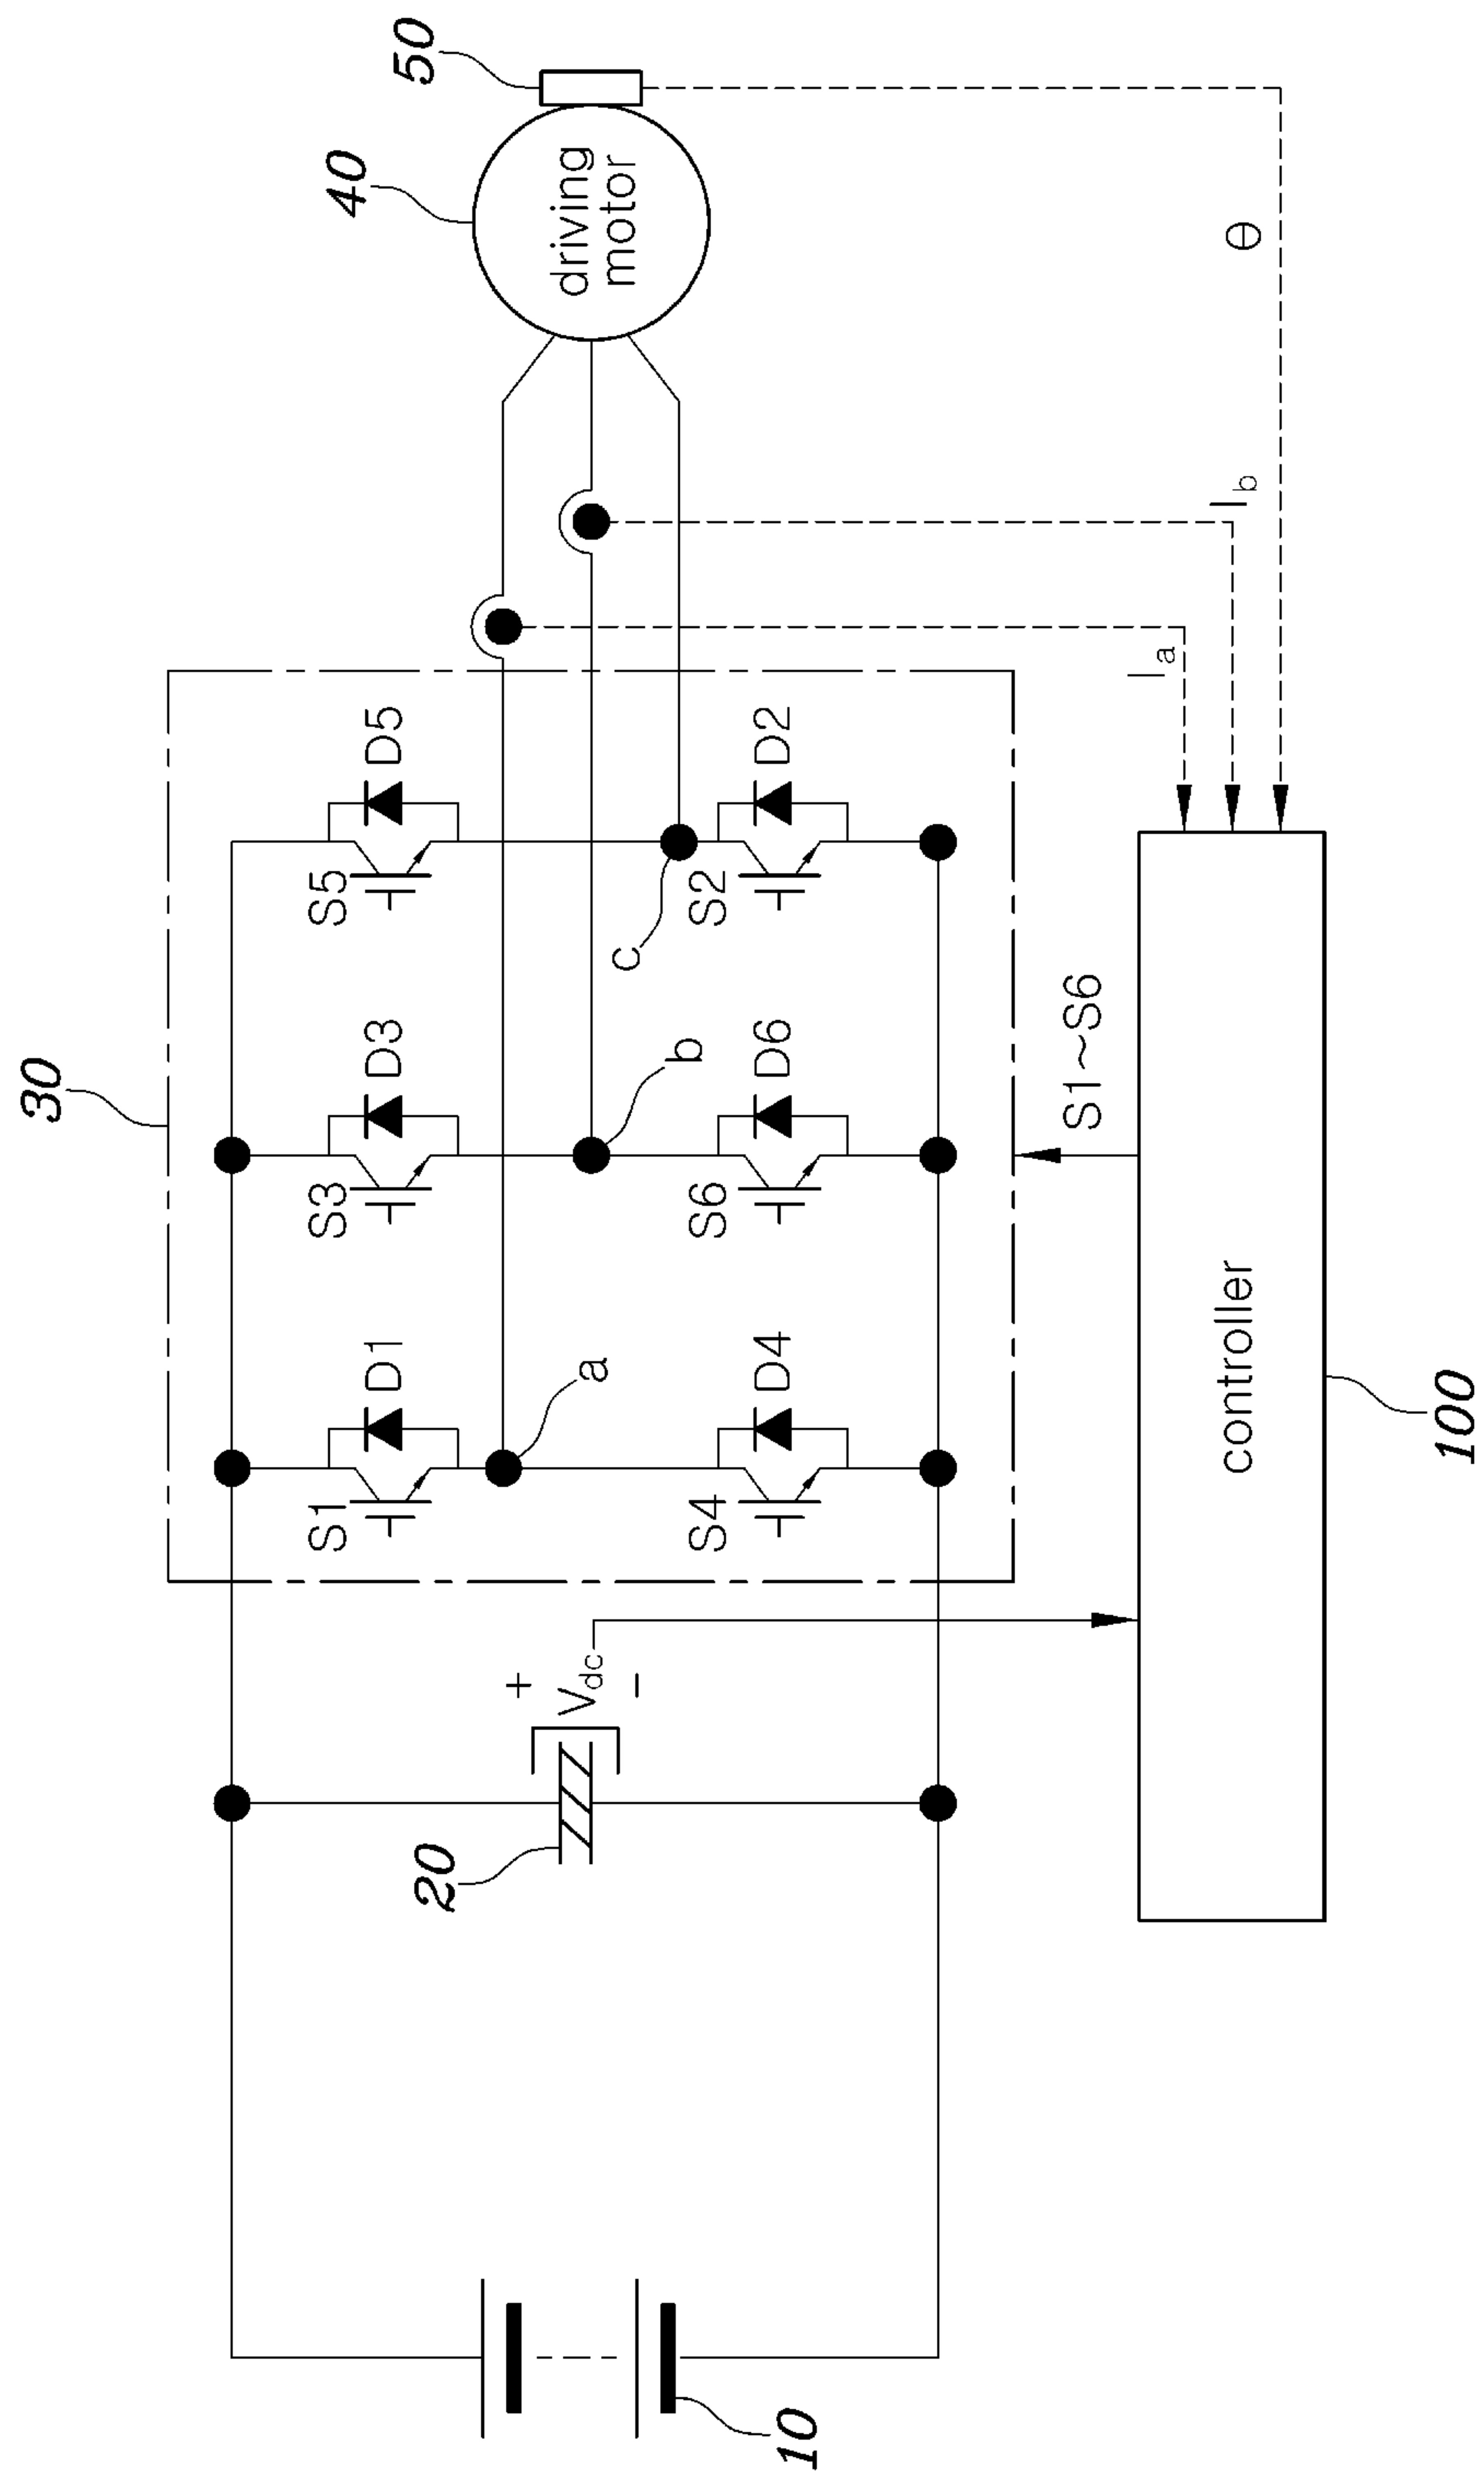 30
40
50
S1
D1
S3
D3
S5
D5
driving
motor
20
+
Vdc
−
a
b
c
S4
D4
S6
D6
S2
D2
10
S1~S6
Ia
Ib
θ
controller
100